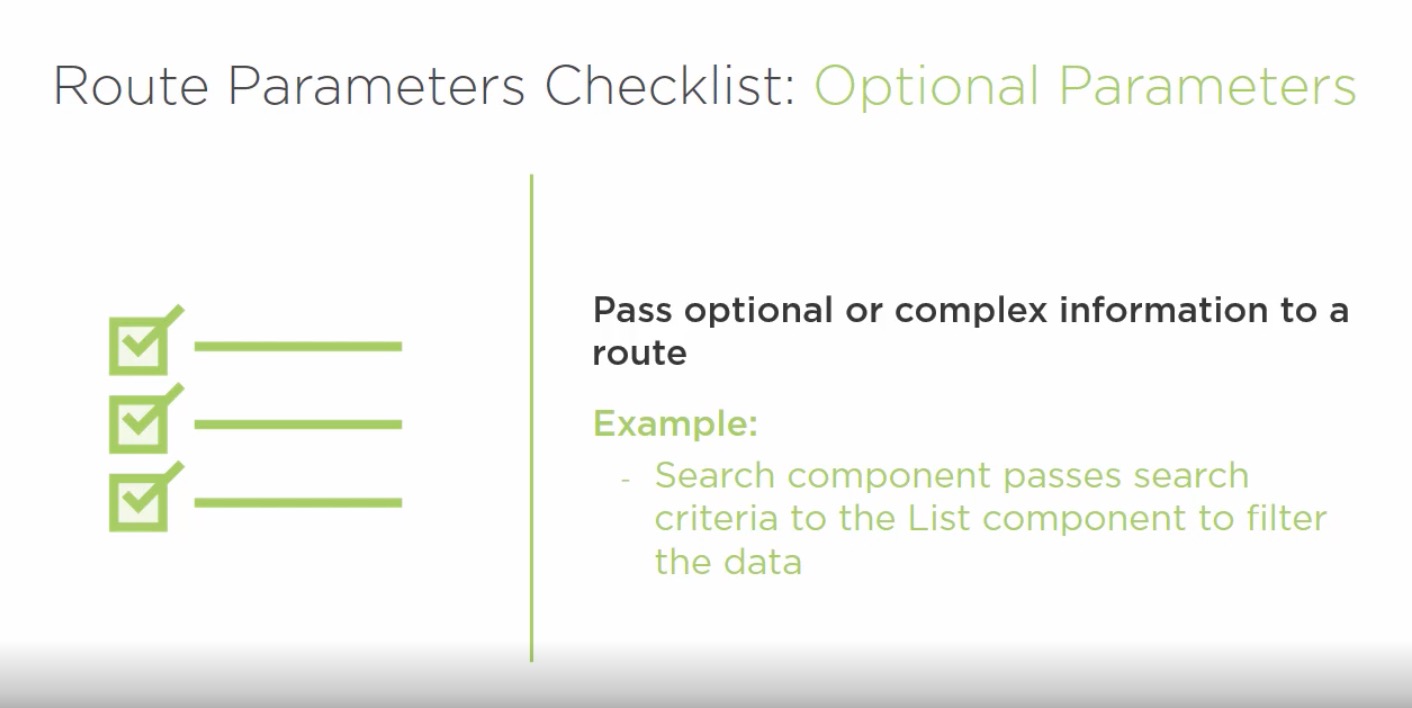 Route Parameters Checklist: Optional Parameters
Pass optional or complex information to a
route
Example:
- Search component passes search
criteria to the List component to filter
the data